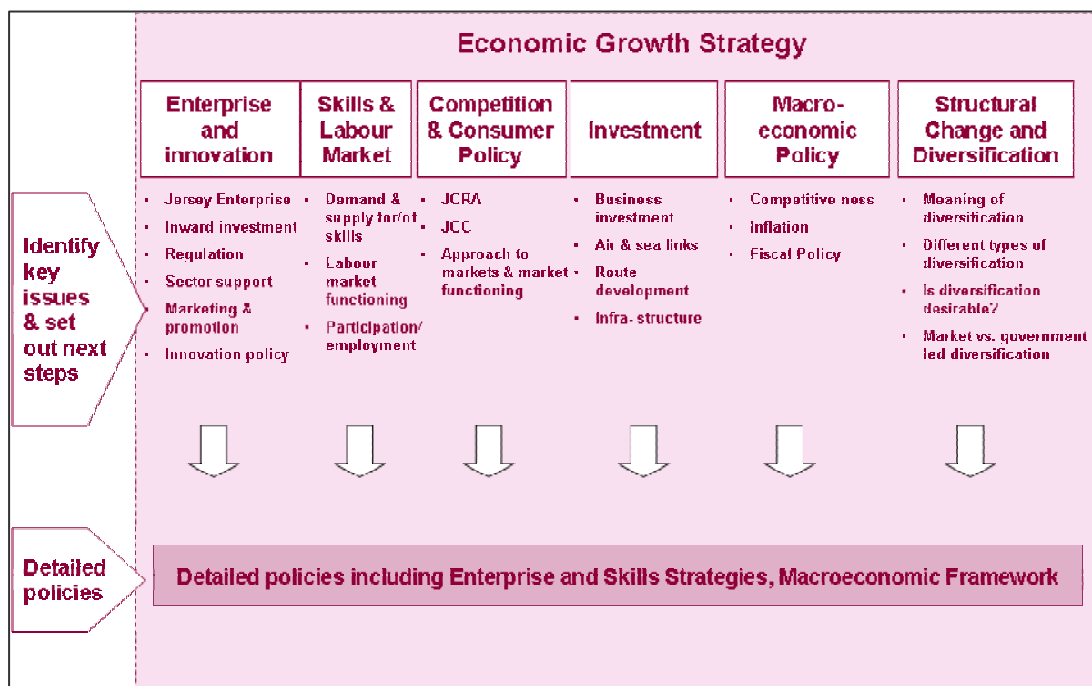 Economic Growth Strategy
Enterprise
and
innovation
Skills &
Labour
Market
Competition
& Consumer
Policy
Investment
Macro-
economic
Policy
Structural
Change and
Diversification
Identify
key
issues
& set
out next
steps
• Jersey Enterprise
• Inward investment
• Regulation
• Sector support
• Marketing &
promotion
• Innovation policy
• Demand &
supply for/of
skills
• Labour
market
functioning
• Participation/
employment
• JCRA
• JCC
• Approach to
markets & market
functioning
• Business
investment
• Air & sea links
• Route
development
• Infra- structure
• Competitive ness
• Inflation
• Fiscal Policy
• Meaning of
diversification
• Different types of
diversification
• Is diversification
desirable?
• Market vs. government
led diversification
Detailed
policies
Detailed policies including Enterprise and Skills Strategies, Macroeconomic Framework